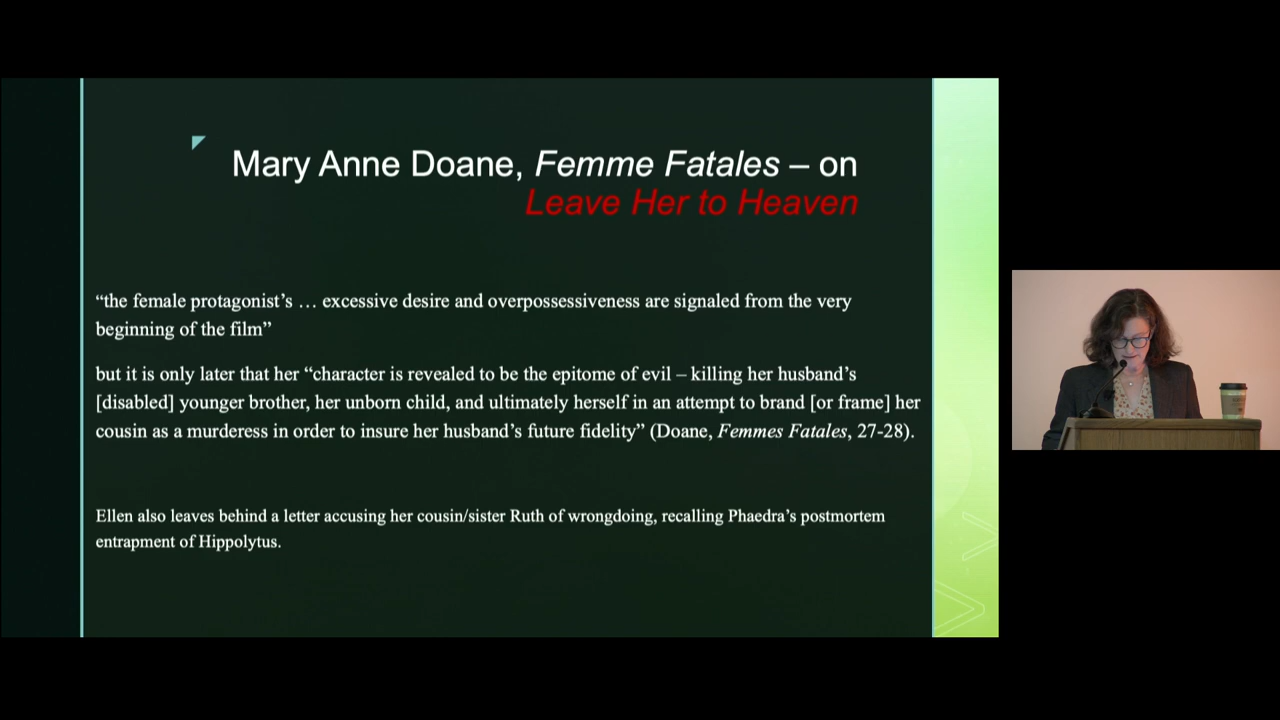 Mary Anne Doane, Femme Fatales – on
Leave Her to Heaven
“the female protagonist’s … excessive desire and overpossessiveness are signaled from the very
beginning of the film”
but it is only later that her “character is revealed to be the epitome of evil – killing her husband’s
[disabled] younger brother, her unborn child, and ultimately herself in an attempt to brand [or frame] her
cousin as a murderess in order to insure her husband’s future fidelity” (Doane, Femmes Fatales, 27-28).
Ellen also leaves behind a letter accusing her cousin/sister Ruth of wrongdoing, recalling Phaedra’s postmortem
entrapment of Hippolytus.